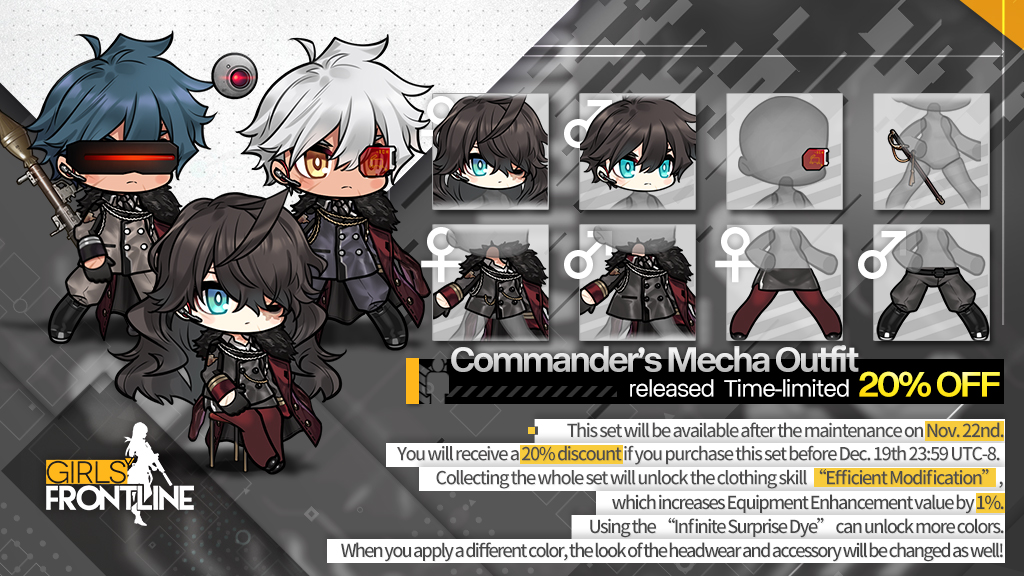 Commander's Mecha Outfit
released Time-limited 20% OFF
This set will be available after the maintenance on Nov. 22nd.
You will receive a 20% discount if you purchase this set before Dec. 19th 23:59 UTC-8.
Collecting the whole set will unlock the clothing skill “Efficient Modification”,
which increases Equipment Enhancement value by 1%.
Using the “Infinite Surprise Dye” can unlock more colors.
When you apply a different color, the look of the headwear and accessory will be changed as well!
GIRLS'
FRONTLINE